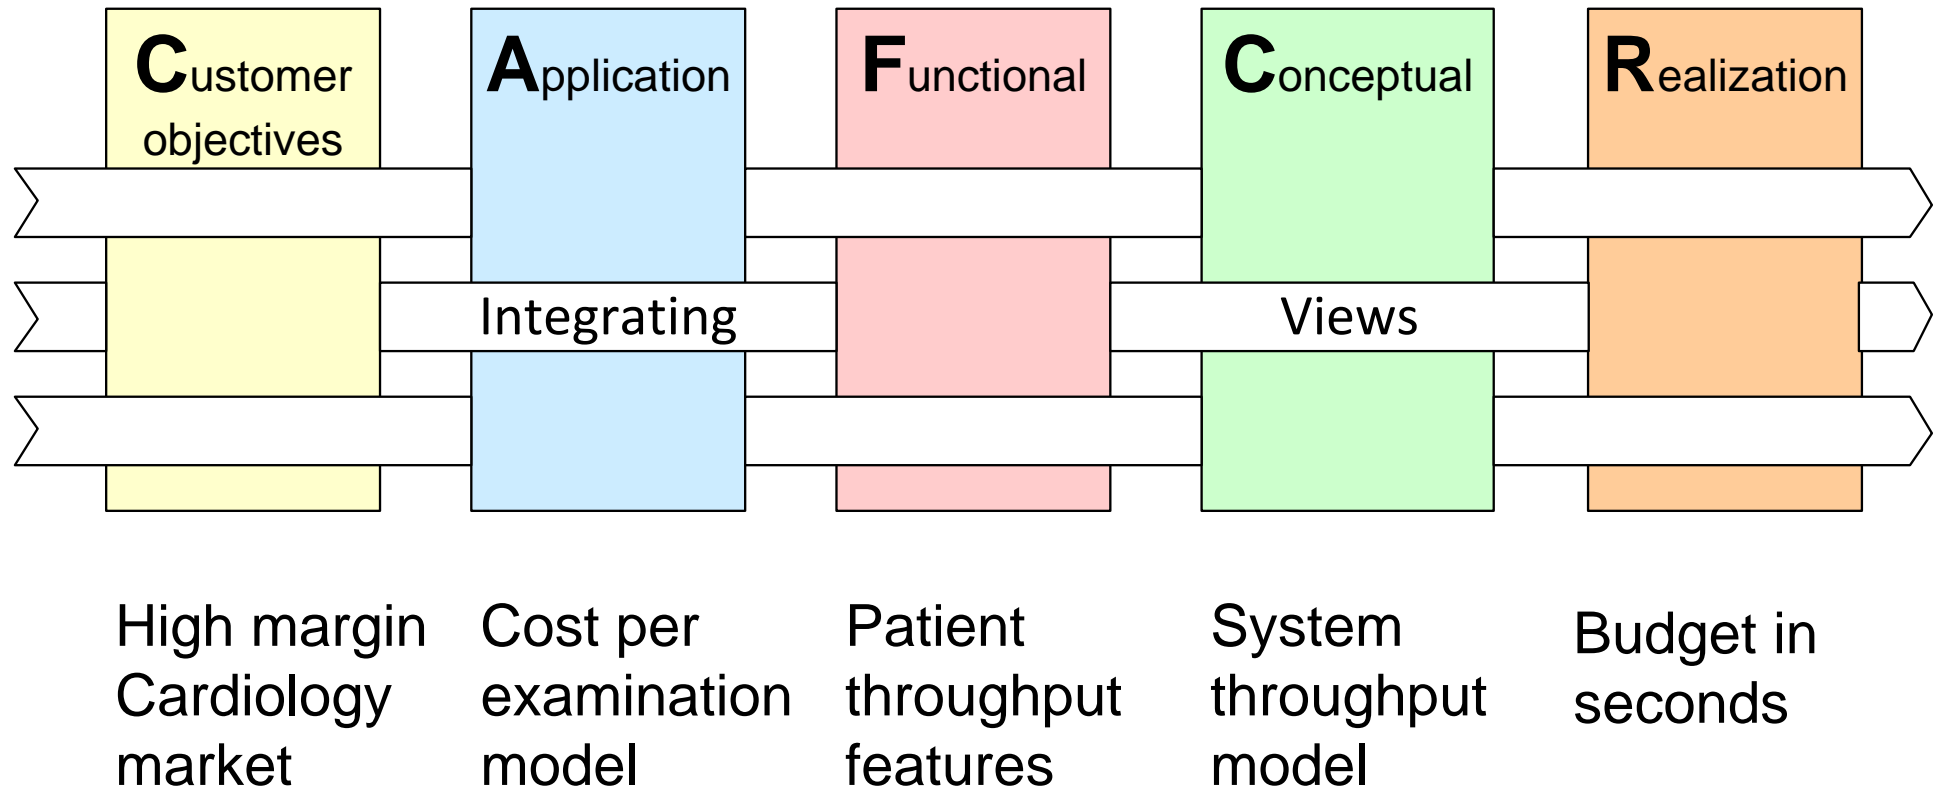 Customer
objectives
Application
Functional
Conceptual
Realization
Integrating
Views
High margin
Cardiology
market
Cost per
examination
model
Patient
throughput
features
System
throughput
model
Budget in
seconds